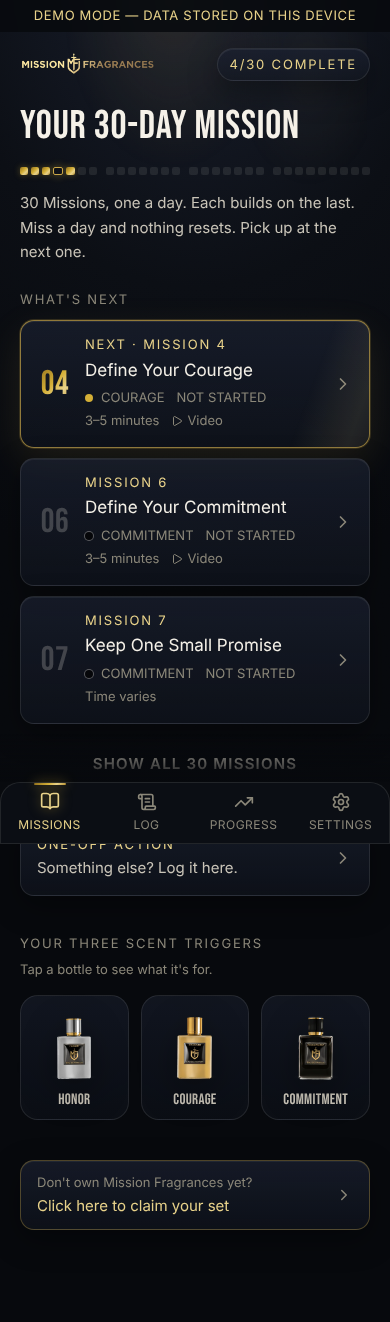 DEMO MODE — DATA STORED ON THIS DEVICE
MISSION FRAGRANCES
4/30 COMPLETE
YOUR 30-DAY MISSION
30 Missions, one a day. Each builds on the last.
Miss a day and nothing resets. Pick up at the
next one.
WHAT'S NEXT
04
NEXT · MISSION 4
Define Your Courage
COURAGE NOT STARTED
3–5 minutes Video
06
MISSION 6
Define Your Commitment
COMMITMENT NOT STARTED
3–5 minutes Video
07
MISSION 7
Keep One Small Promise
COMMITMENT NOT STARTED
Time varies
SHOW ALL 30 MISSIONS
MISSIONS LOG PROGRESS SETTINGS
ONE-OFF ACTION
Something else? Log it here.
YOUR THREE SCENT TRIGGERS
Tap a bottle to see what it's for.
HONOR COURAGE COMMITMENT
Don't own Mission Fragrances yet?
Click here to claim your set